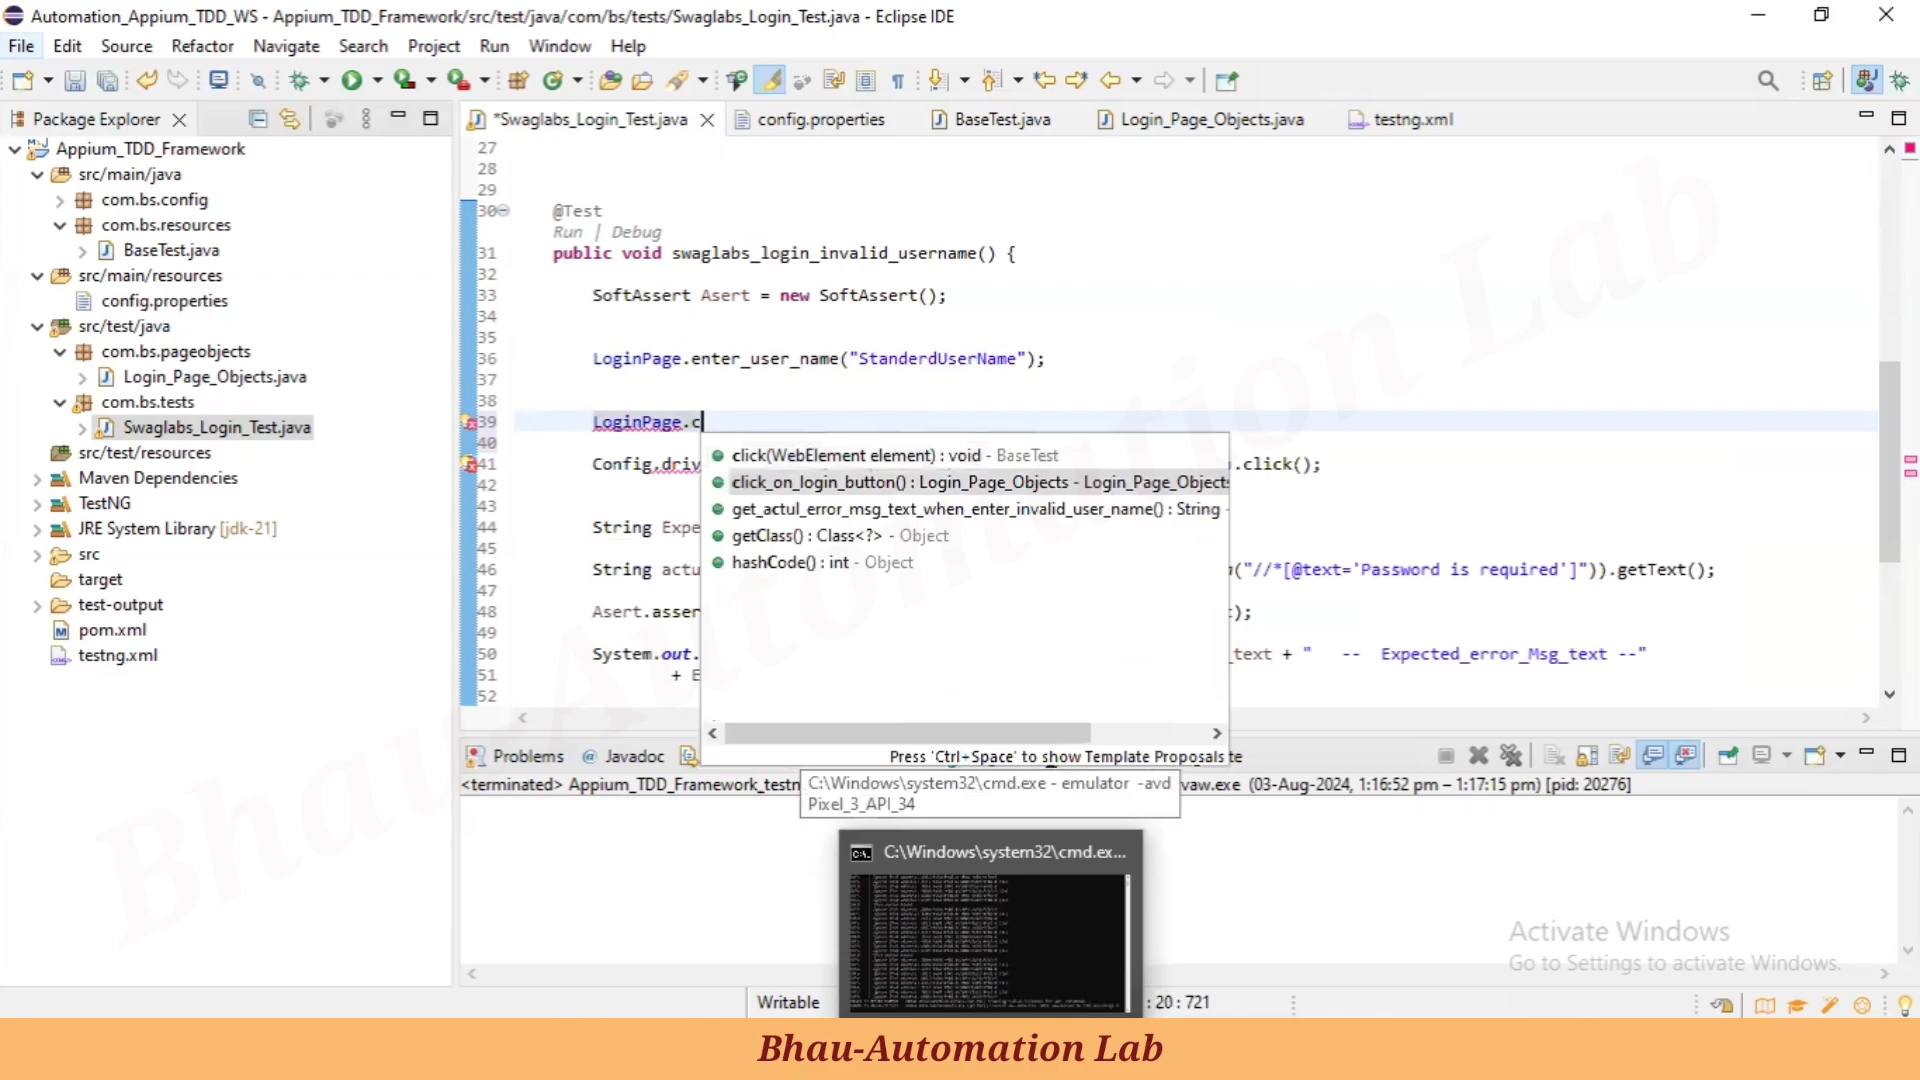 Automation_Appium_TDD_WS - Appium_TDD_Framework/src/test/java/com/bs/tests/Swaglabs_Login_Test.java - Eclipse IDE
File Edit Source Refactor Navigate Search Project Run Window Help
Package Explorer
*Swaglabs_Login_Test.java config.properties BaseTest.java Login_Page_Objects.java testng.xml
Appium_TDD_Framework
src/main/java
com.bs.config
com.bs.resources
BaseTest.java
src/main/resources
config.properties
src/test/java
com.bs.pageobjects
Login_Page_Objects.java
com.bs.tests
Swaglabs_Login_Test.java
src/test/resources
Maven Dependencies
TestNG
JRE System Library [jdk-21]
src
target
test-output
pom.xml
testng.xml
27
28
29
30 @Test
Run | Debug
31 public void swaglabs_login_invalid_username() {
32
33 SoftAssert Asert = new SoftAssert();
34
35
36 LoginPage.enter_user_name("StanderdUserName");
37
38
39 LoginPage.c
40
41 Config.driv .click();
42
43
44 String Expe
45
46 String actu ("//*[@text='Password is required']")).getText();
47
48 Asert.asser );
49
50 System.out. _text + " -- Expected_error_Msg_text --"
51 + E
52
click(WebElement element) : void - BaseTest
click_on_login_button() : Login_Page_Objects - Login_Page_Objects
get_actul_error_msg_text_when_enter_invalid_user_name() : String -
getClass() : Class<?> - Object
hashCode() : int - Object
Press 'Ctrl+Space' to show Template Proposals
Problems @ Javadoc
<terminated> Appium_TDD_Framework_testn vaw.exe (03-Aug-2024, 1:16:52 pm – 1:17:15 pm) [pid: 20276]
C:\Windows\system32\cmd.exe - emulator -avd
Pixel_3_API_34
C:\Windows\system32\cmd.ex...
Activate Windows
Go to Settings to activate Windows.
Writable
: 20 : 721
Bhau-Automation Lab
Bhau-Automation Lab